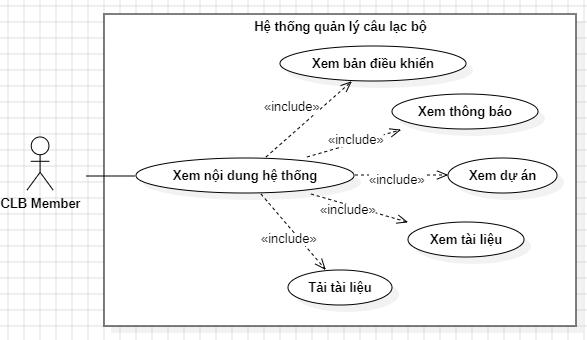 Hệ thống quản lý câu lạc bộ
Xem bản điều khiển
«include»
Xem thông báo
«include»
CLB Member
Xem nội dung hệ thống
«include»
Xem dự án
«include»
Xem tài liệu
«include»
Tải tài liệu